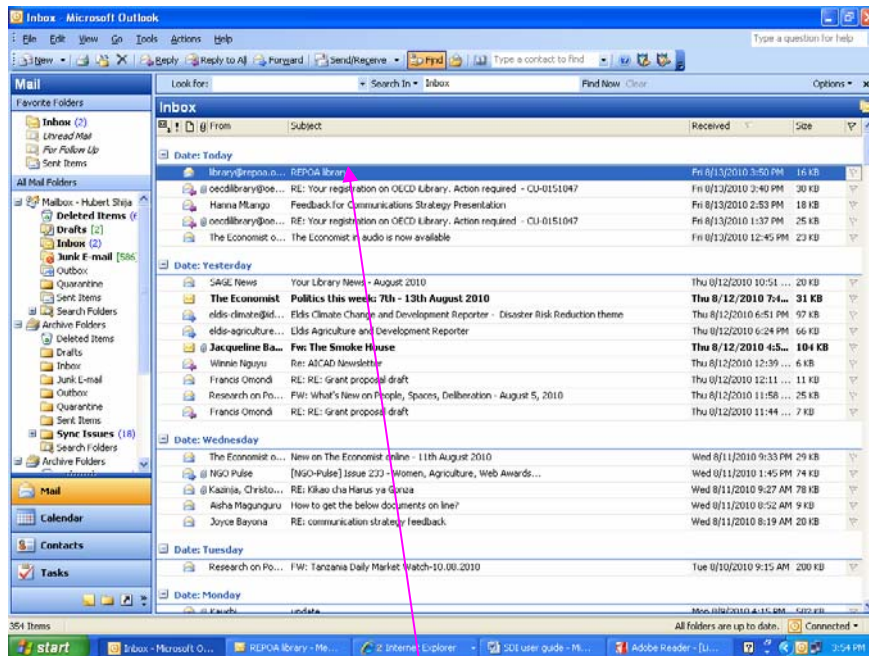 Inbox - Microsoft Outlook
File Edit View Go Tools Actions Help Type a question for help
New Reply Reply to All Forward Send/Receive Find Type a contact to find
Mail Look for: Search In Inbox Find Now Clear Options
Favorite Folders Inbox
Inbox (2) From Subject Received Size
Unread Mail
For Follow Up Date: Today
Sent Items library@repoa.o... REPOA library Fri 8/13/2010 3:50 PM 16 KB
All Mail Folders oecdilibrary@oe... RE: Your registration on OECD iLibrary. Action required - CU-0151047 Fri 8/13/2010 3:40 PM 30 KB
Mailbox - Hubert Shija Hanna Mtango Feedback for Communications Strategy Presentation Fri 8/13/2010 2:53 PM 18 KB
Deleted Items oecdilibrary@oe... RE: Your registration on OECD iLibrary. Action required - CU-0151047 Fri 8/13/2010 1:37 PM 25 KB
Drafts [2] The Economist o... The Economist in audio is now available Fri 8/13/2010 12:45 PM 23 KB
Inbox (2)
Junk E-mail [586 Date: Yesterday
Outbox SAGE News Your Library News - August 2010 Thu 8/12/2010 10:51 ... 20 KB
Quarantine The Economist Politics this week: 7th - 13th August 2010 Thu 8/12/2010 7:4... 31 KB
Sent Items eldis-climate@id... Eldis Climate Change and Development Reporter - Disaster Risk Reduction theme Thu 8/12/2010 6:51 PM 97 KB
Search Folders eldis-agriculture... Eldis Agriculture and Development Reporter Thu 8/12/2010 6:24 PM 66 KB
Archive Folders Jacqueline Ba... Fw: The Smoke House Thu 8/12/2010 4:5... 104 KB
Deleted Items Winnie Nguyu Re: AICAD Newsletter Thu 8/12/2010 12:39 ... 6 KB
Drafts Francis Omondi RE: RE: Grant proposal draft Thu 8/12/2010 12:11 ... 11 KB
Inbox Research on Po... FW: What's New on People, Spaces, Deliberation - August 5, 2010 Thu 8/12/2010 11:58 ... 25 KB
Junk E-mail Francis Omondi RE: RE: Grant proposal draft Thu 8/12/2010 11:44 ... 7 KB
Outbox
Quarantine Date: Wednesday
Sent Items The Economist o... New on The Economist online - 11th August 2010 Wed 8/11/2010 9:33 PM 29 KB
Sync Issues (18) NGO Pulse [NGO-Pulse] Issue 233 - Women, Agriculture, Web Awards... Wed 8/11/2010 1:45 PM 74 KB
Search Folders Kazinja, Christo... RE: Kikao cha Harus ya Gonza Wed 8/11/2010 9:27 AM 78 KB
Archive Folders Aisha Magunguru How to get the below documents on line? Wed 8/11/2010 8:52 AM 9 KB
Mail Joyce Bayona RE: communication strategy feedback Wed 8/11/2010 8:19 AM 20 KB
Calendar
Contacts Date: Tuesday
Tasks Research on Po... FW: Tanzania Daily Market Watch-10.08.2010 Tue 8/10/2010 9:15 AM 200 KB
Date: Monday
update Mon 8/9/2010 4:15 PM
354 Items All folders are up to date. Connected
start Inbox - Microsoft O... REPOA library - Me... 2 Internet Explorer SDI user guide - Mi... Adobe Reader - [Li... 3:54 PM